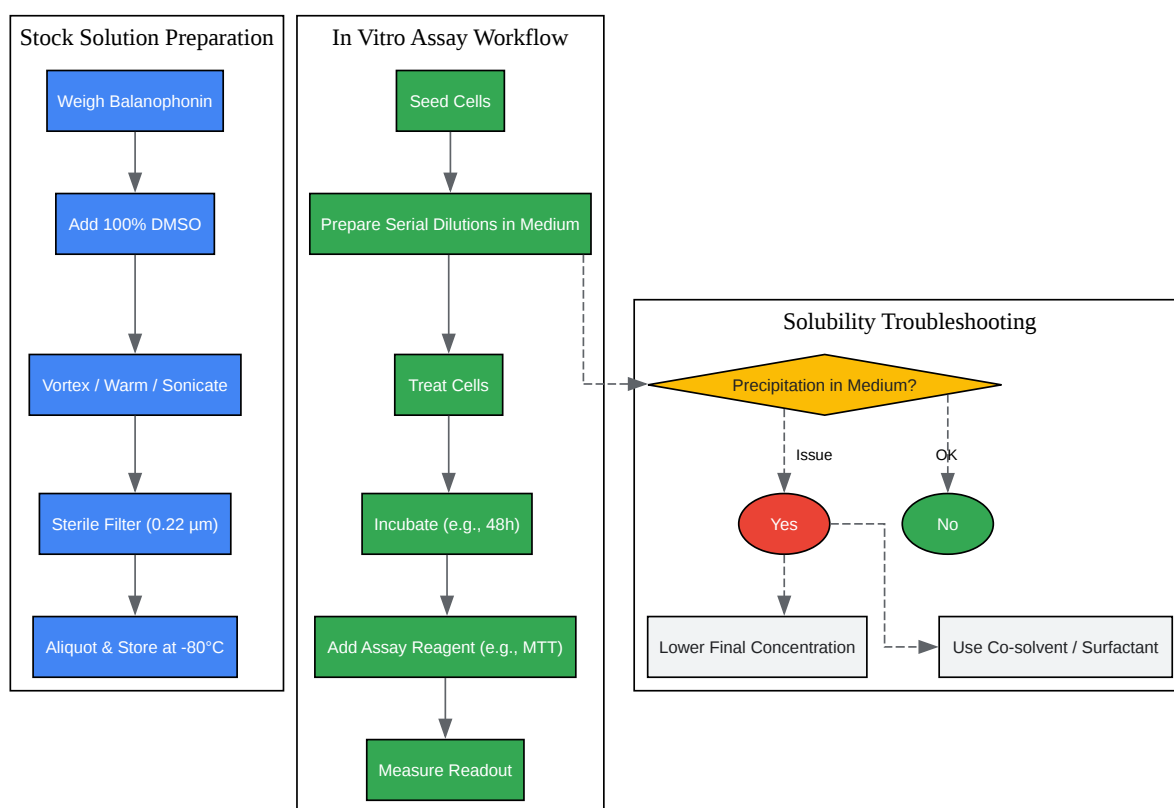 Stock Solution Preparation
Weigh Balanophonin
Add 100% DMSO
Vortex / Warm / Sonicate
Sterile Filter (0.22 µm)
Aliquot & Store at -80°C
In Vitro Assay Workflow
Seed Cells
Prepare Serial Dilutions in Medium
Treat Cells
Incubate (e.g., 48h)
Add Assay Reagent (e.g., MTT)
Measure Readout
Solubility Troubleshooting
Precipitation in Medium?
Issue
OK
Yes
No
Lower Final Concentration
Use Co-solvent / Surfactant